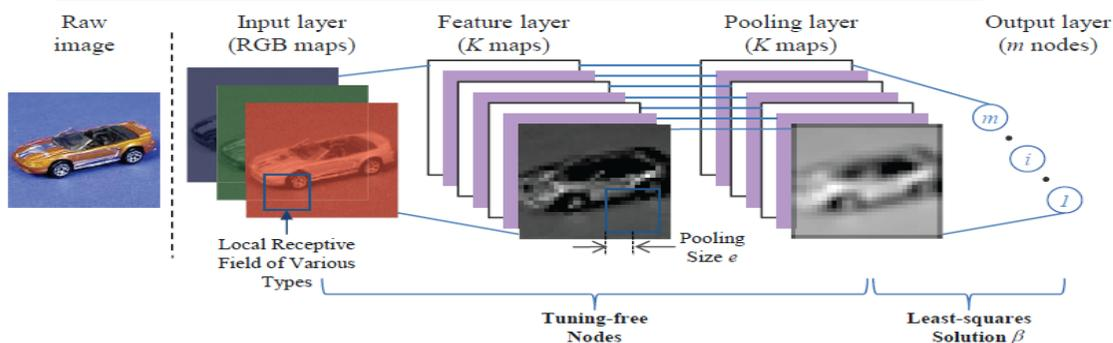 Raw
image
Input layer
(RGB maps)
Feature layer
(K maps)
Pooling layer
(K maps)
Output layer
(m nodes)
m
i
1
Local Receptive
Field of Various
Types
Pooling
Size e
Tuning-free
Nodes
Least-squares
Solution β